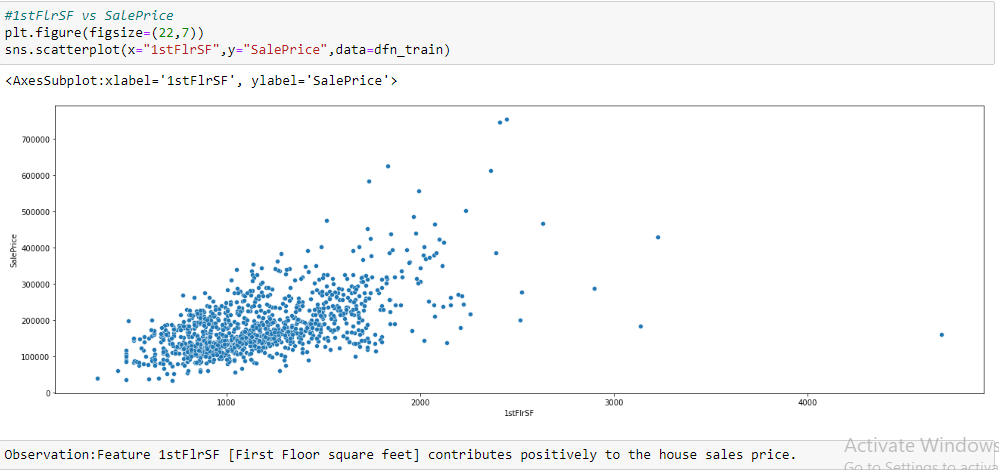 #1stFlrSF vs SalePrice
plt.figure(figsize=(22,7))
sns.scatterplot(x="1stFlrSF",y="SalePrice",data=dfn_train)
<AxesSubplot:xlabel='1stFlrSF', ylabel='SalePrice'>
700000
600000
500000
400000
300000
200000
100000
0
SalePrice
1000 2000 3000 4000
1stFlrSF
Observation:Feature 1stFlrSF [First Floor square feet] contributes positively to the house sales price.
Activate Windows
Go to Settings to activa